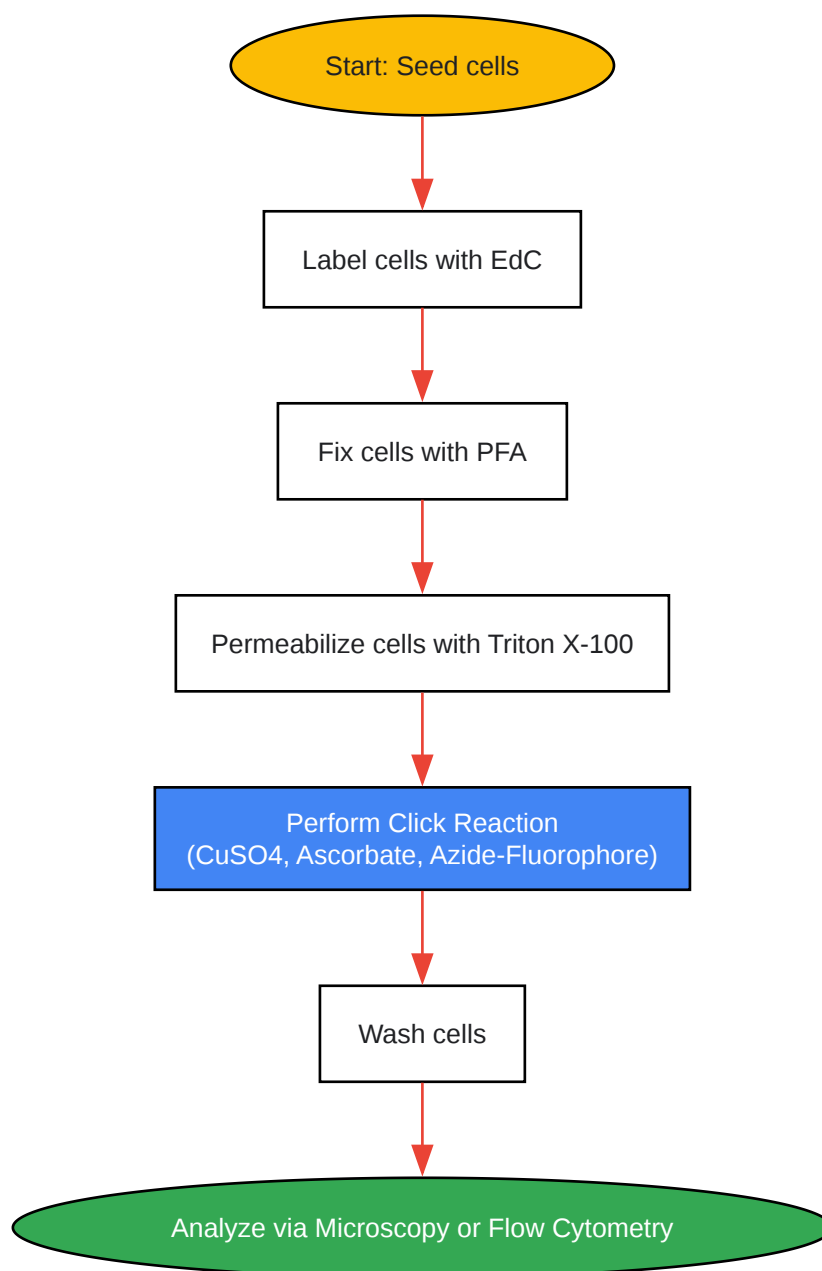 Start: Seed cells
Label cells with EdC
Fix cells with PFA
Permeabilize cells with Triton X-100
Perform Click Reaction
(CuSO4, Ascorbate, Azide-Fluorophore)
Wash cells
Analyze via Microscopy or Flow Cytometry